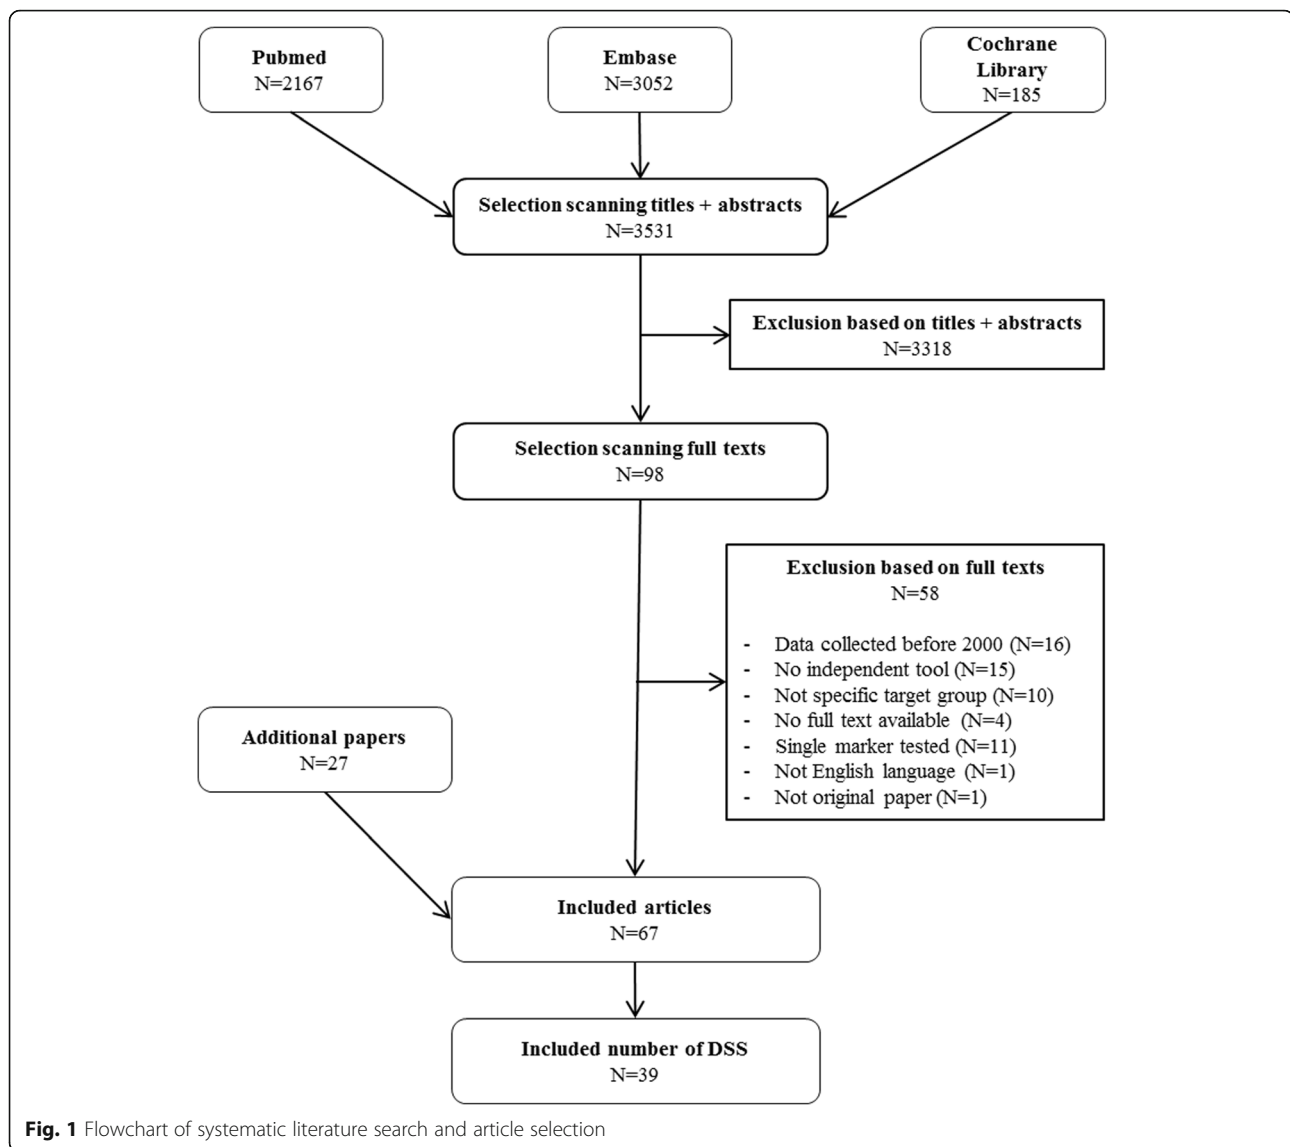 Pubmed
N=2167
Embase
N=3052
Cochrane
Library
N=185
Selection scanning titles + abstracts
N=3531
Exclusion based on titles + abstracts
N=3318
Selection scanning full texts
N=98
Exclusion based on full texts
N=58
- Data collected before 2000 (N=16)
- No independent tool (N=15)
- Not specific target group (N=10)
- No full text available (N=4)
- Single marker tested (N=11)
- Not English language (N=1)
- Not original paper (N=1)
Additional papers
N=27
Included articles
N=67
Included number of DSS
N=39
Fig. 1 Flowchart of systematic literature search and article selection